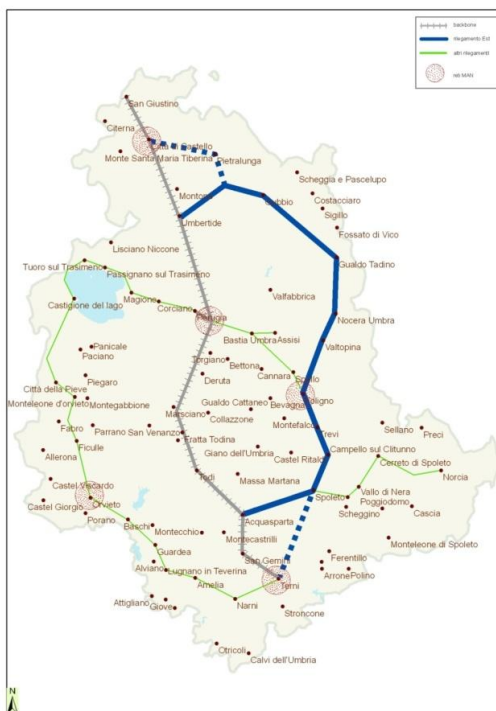 backbone
rilegamento Est
altri rilegamenti
reti MAN
San Giustino
Citerna
Città di Castello
Monte Santa Maria Tiberina
Pietralunga
Scheggia e Pascelupo
Costacciaro
Montone
Gubbio
Sigillo
Umbertide
Fossato di Vico
Lisciano Niccone
Gualdo Tadino
Tuoro sul Trasimeno
Passignano sul Trasimeno
Valfabbrica
Magione
Castiglione del lago
Corciano
Perugia
Nocera Umbra
Bastia Umbra
Assisi
Valtopina
Panicale
Paciano
Torgiano
Bettona
Cannara
Spello
Piegaro
Deruta
Città della Pieve
Foligno
Monteleone d'orvieto
Montegabbione
Gualdo Cattaneo
Bevagna
Marsciano
Collazzone
Montefalco
Trevi
Fabro
Parrano
San Venanzo
Sellano
Preci
Ficulle
Fratta Todina
Giano dell'Umbria
Campello sul Clitunno
Allerona
Castel Ritaldi
Cerreto di Spoleto
Todi
Massa Martana
Norcia
Castel Viscardo
Spoleto
Vallo di Nera
Castel Giorgio
Orvieto
Poggiodomo
Porano
Acquasparta
Scheggino
Cascia
Baschi
Montecchio
Montecastrilli
Monteleone di Spoleto
Guardea
San Gemini
Ferentillo
Alviano
Lugnano in Teverina
Terni
Arrone
Polino
Amelia
Attigliano
Giove
Narni
Stroncone
Otricoli
Calvi dell'Umbria
N